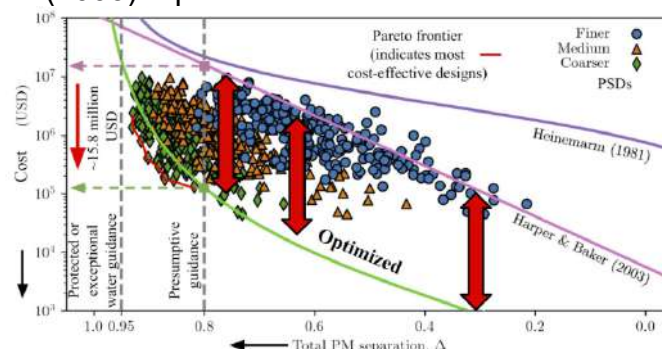 10⁸
10⁷
10⁶
10⁵
10⁴
10³
Cost (USD)
~15.8 million
USD
Pareto frontier
(indicates most
cost-effective designs)
Finer
Medium
Coarser
PSDs
Heinemarm (1981)
Harper & Baker (2003)
Optimized
Protected or
exceptional
water guidance
Presumptive
guidance
1.0 0.95 0.8 0.6 0.4 0.2 0.0
Total PM separation, Δ